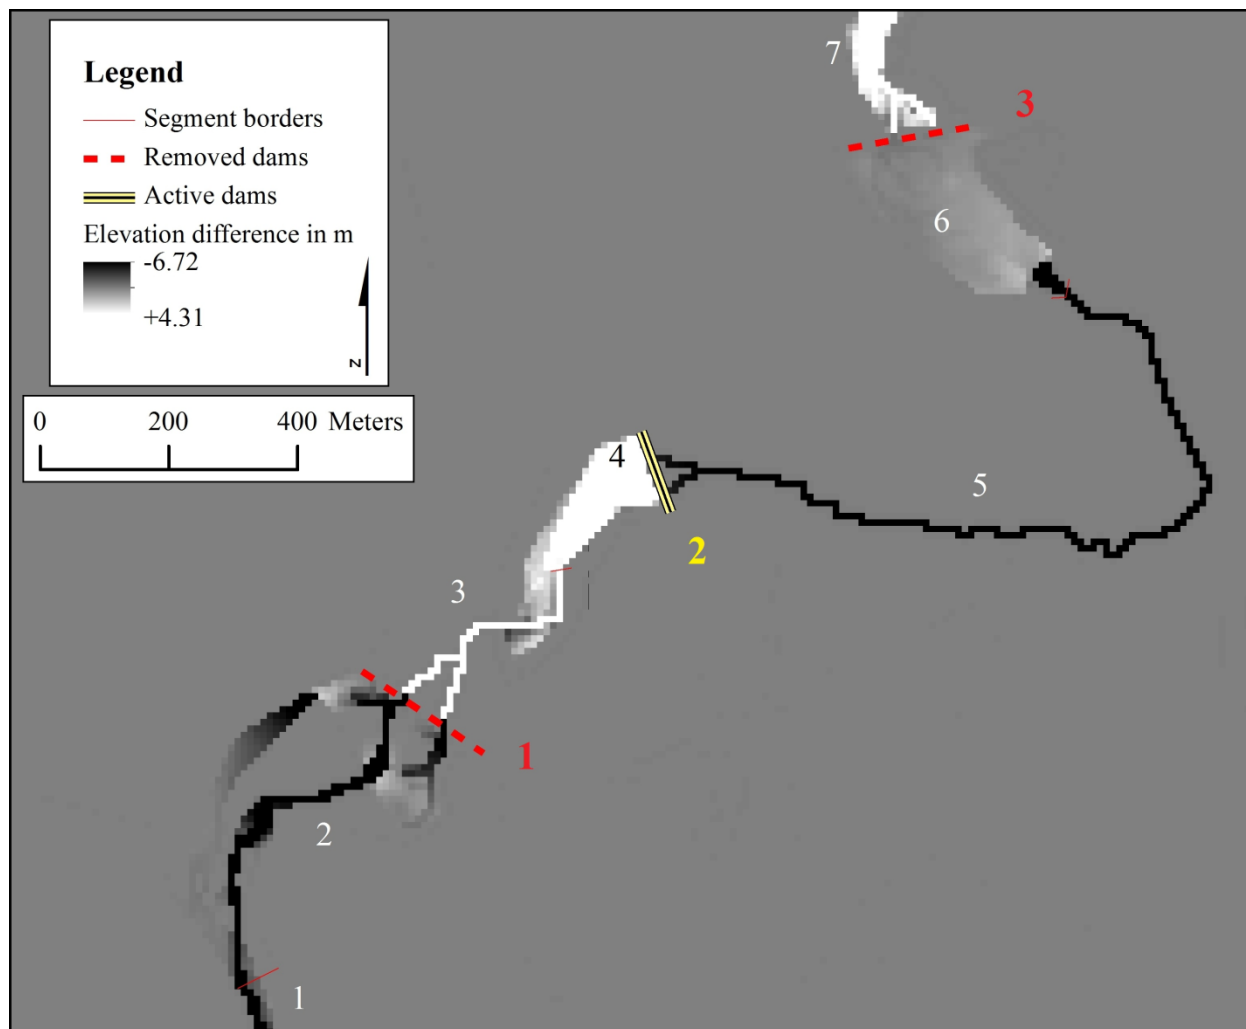 Legend
Segment borders
Removed dams
Active dams
Elevation difference in m
-6.72
+4.31
N
0 200 400 Meters
7
3
6
4
5
2
3
1
2
1